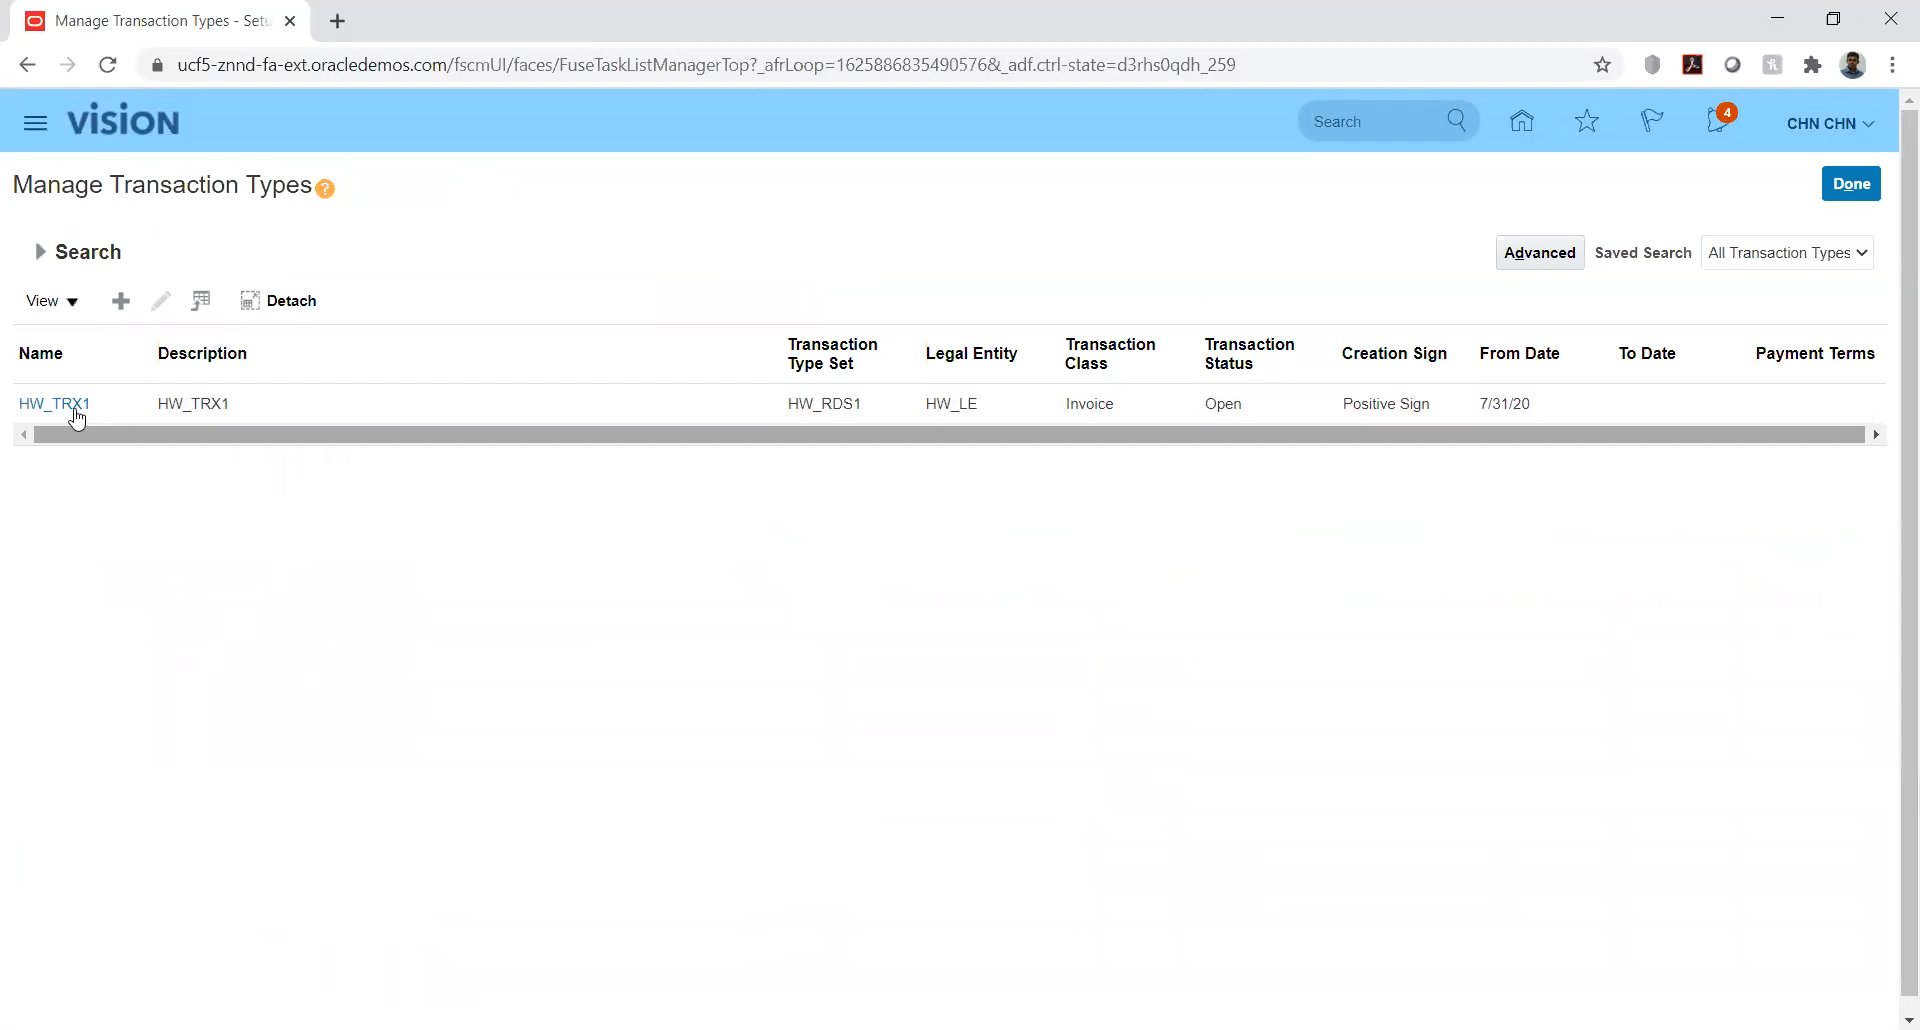 Manage Transaction Types - Setu
ucf5-znnd-fa-ext.oracledemos.com/fscmUI/faces/FuseTaskListManagerTop?_afrLoop=1625886835490576&_adf.ctrl-state=d3rhs0qdh_259
VISION
Search
4
CHN CHN
Manage Transaction Types
?
Done
Search
Advanced Saved Search All Transaction Types
View
Detach
Name Description Transaction Type Set Legal Entity Transaction Class Transaction Status Creation Sign From Date To Date Payment Terms
HW_TRX1 HW_TRX1 HW_RDS1 HW_LE Invoice Open Positive Sign 7/31/20